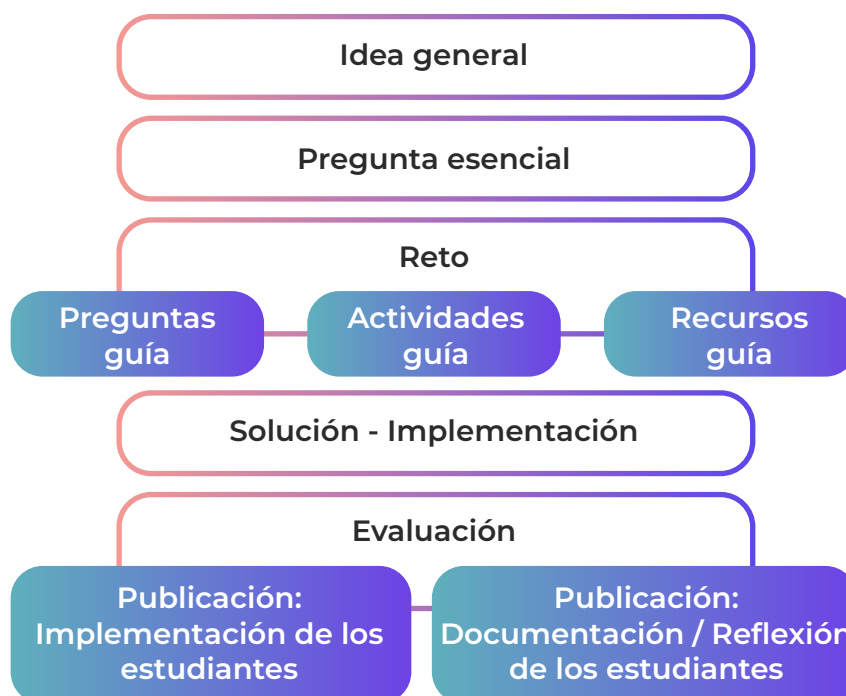 Idea general
Pregunta esencial
Reto
Preguntas
guía
Actividades
guía
Recursos
guía
Solución - Implementación
Evaluación
Publicación:
Implementación de los
estudiantes
Publicación:
Documentación / Reflexión
de los estudiantes